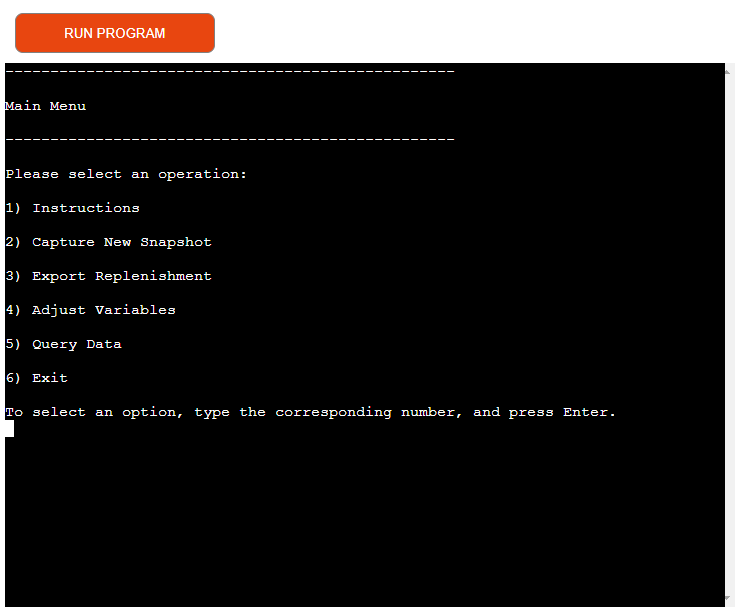 RUN PROGRAM
--------------------------------------------------
Main Menu
--------------------------------------------------
Please select an operation:
1) Instructions
2) Capture New Snapshot
3) Export Replenishment
4) Adjust Variables
5) Query Data
6) Exit
To select an option, type the corresponding number, and press Enter.